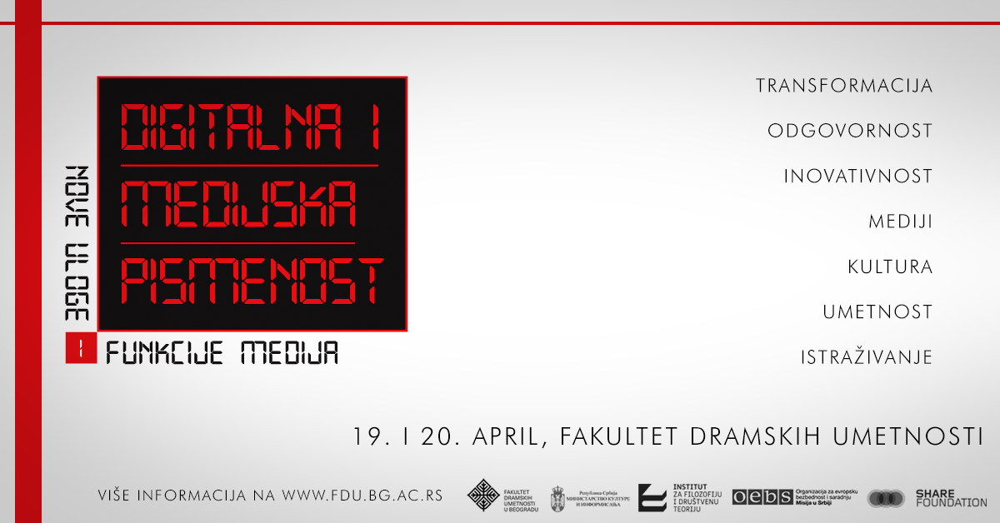 DIGITALNA I
MEDIJSKA
PISMENOST
NOVE ULOGE
I
FUNKCIJE MEDIJA
TRANSFORMACIJA
ODGOVORNOST
INOVATIVNOST
MEDIJI
KULTURA
UMETNOST
ISTRAŽIVANJE
19. I 20. APRIL, FAKULTET DRAMSKIH UMETNOSTI
VIŠE INFORMACIJA NA WWW.FDU.BG.AC.RS
FAKULTET
DRAMSKIH
UMETNOSTI
U BEOGRADU
Република Србија
МИНИСТАРСТВО КУЛТУРЕ
И ИНФОРМИСАЊА
INSTITUT
ZA FILOZOFIJU
I DRUŠTVENU
TEORIJU
oebs
Organizacija za evropsku
bezbednost i saradnju
Misija u Srbiji
SHARE
FOUNDATION